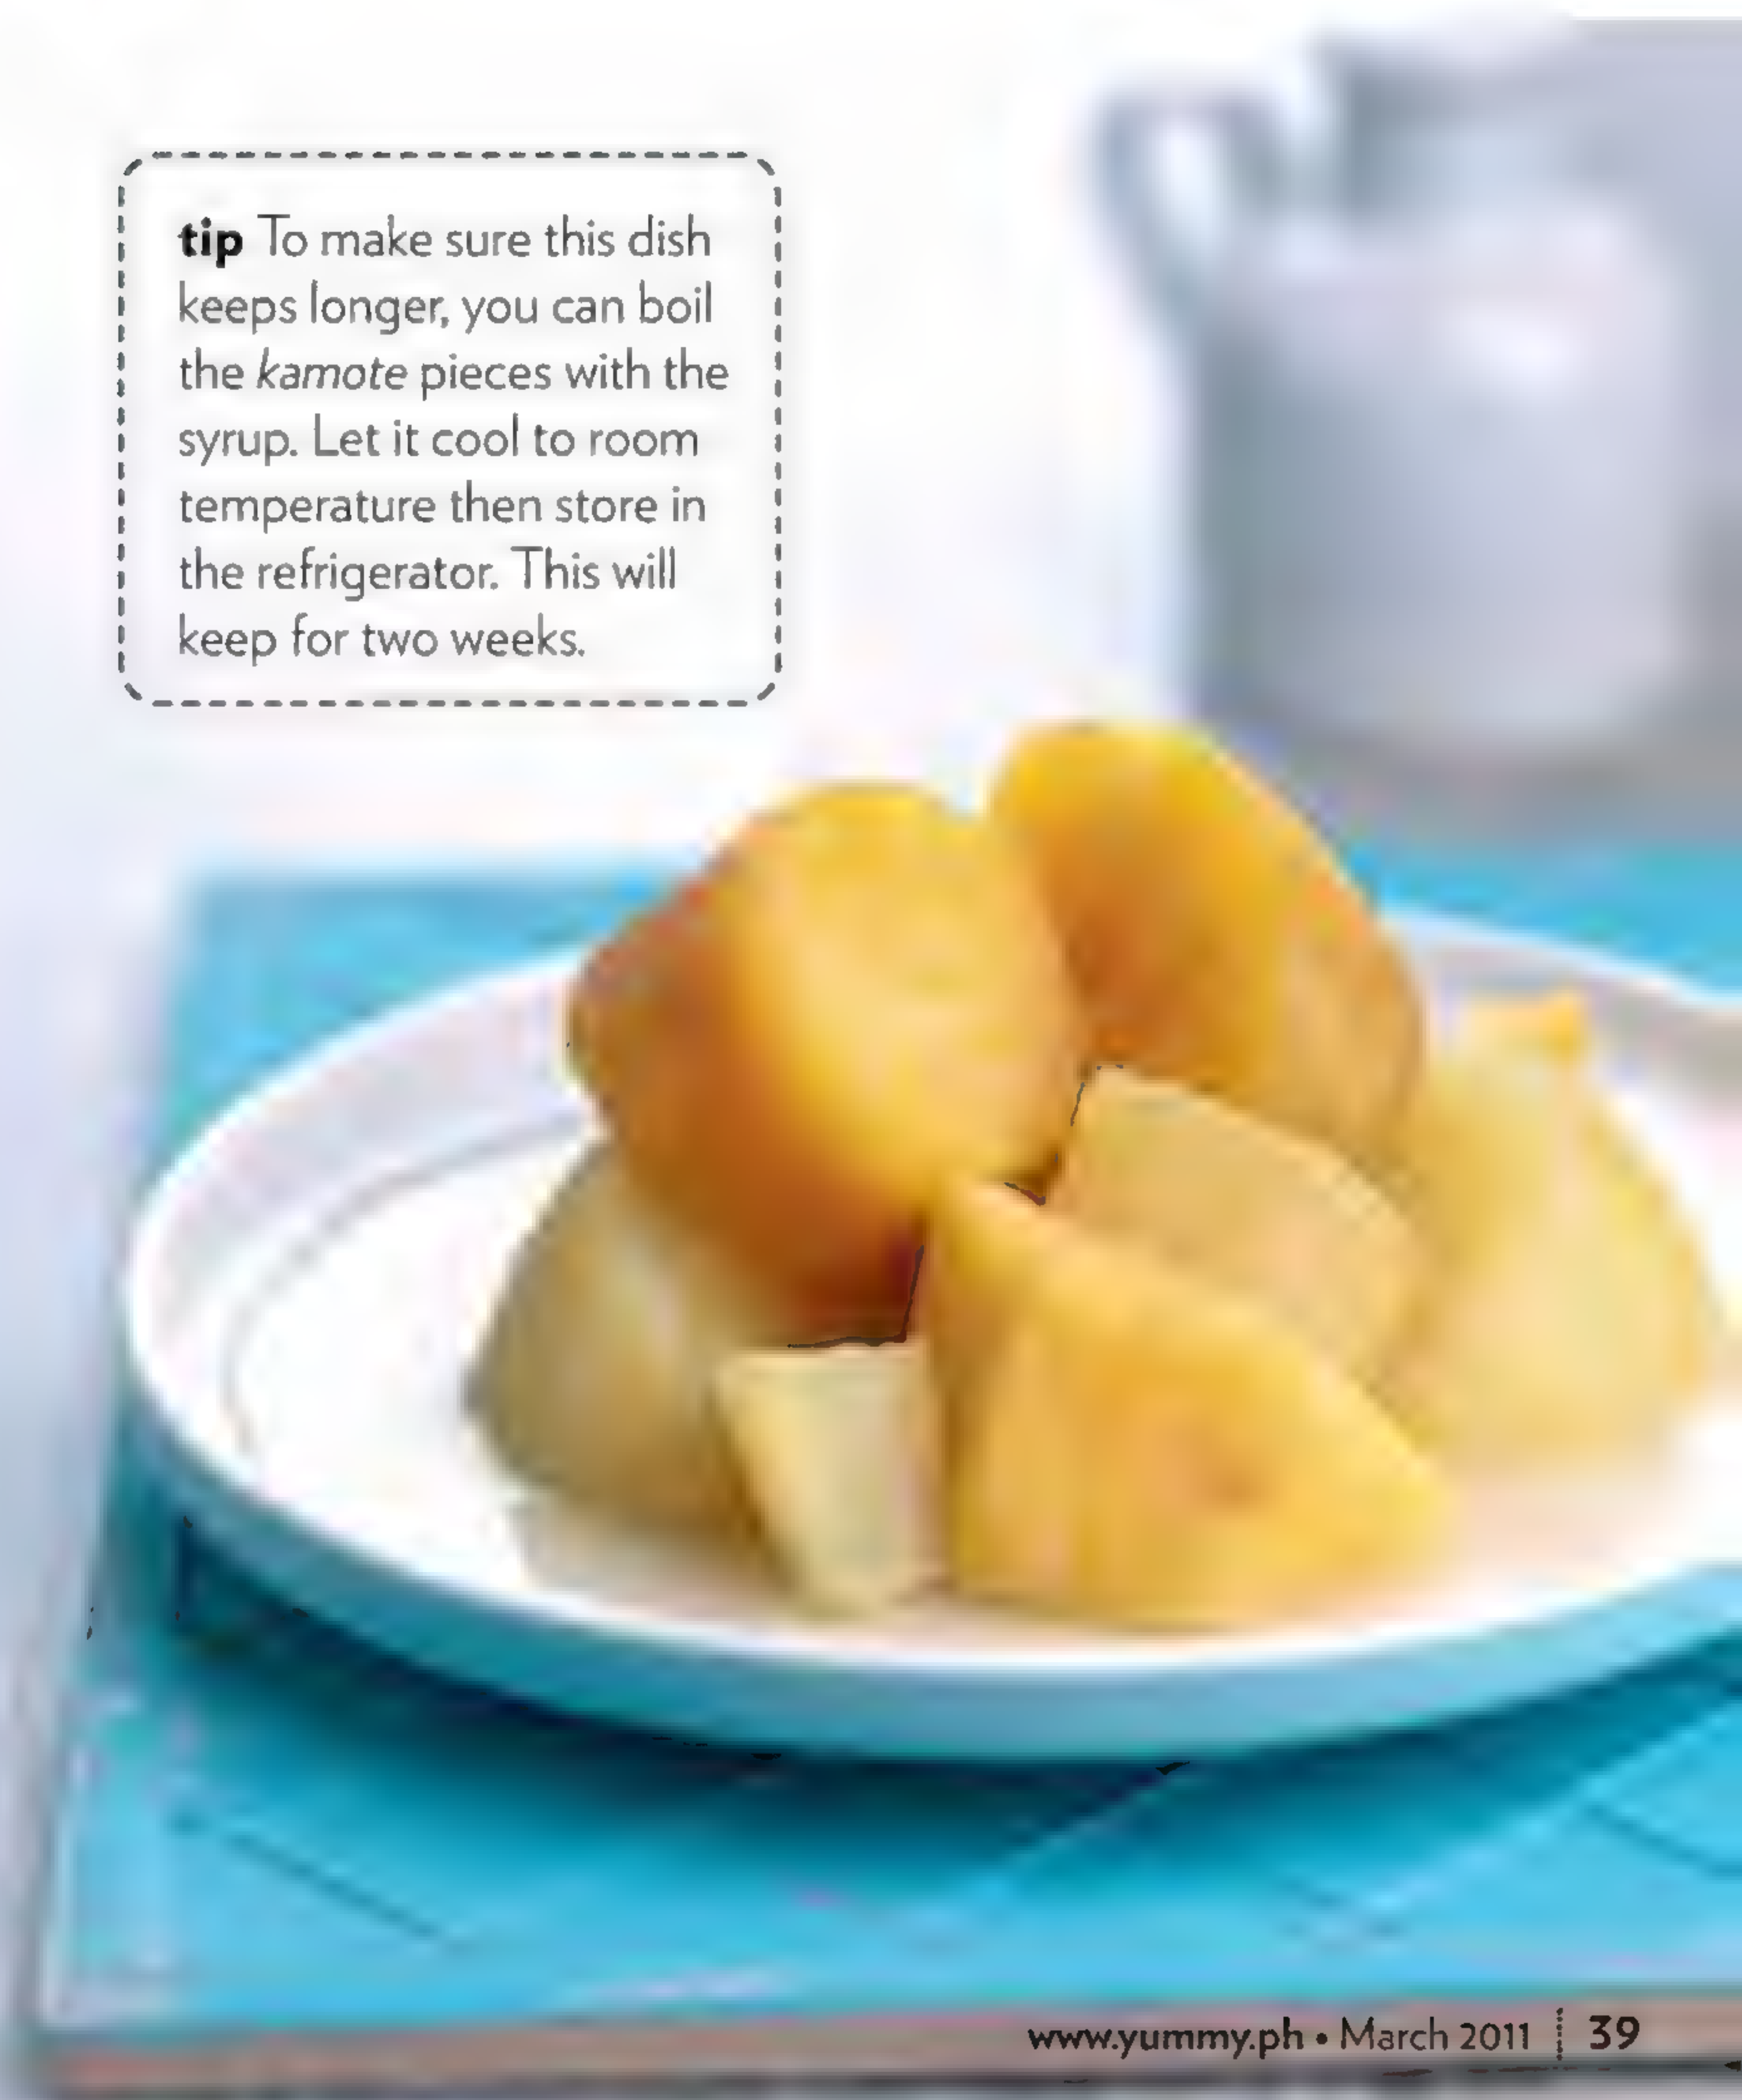 tip To make sure this dish
keeps longer, you can boil
the kamote pieces with the
syrup. Let it cool to room
temperature then store in
the refrigerator. This will
keep for two weeks.
www.yummy.ph • March 2011 39